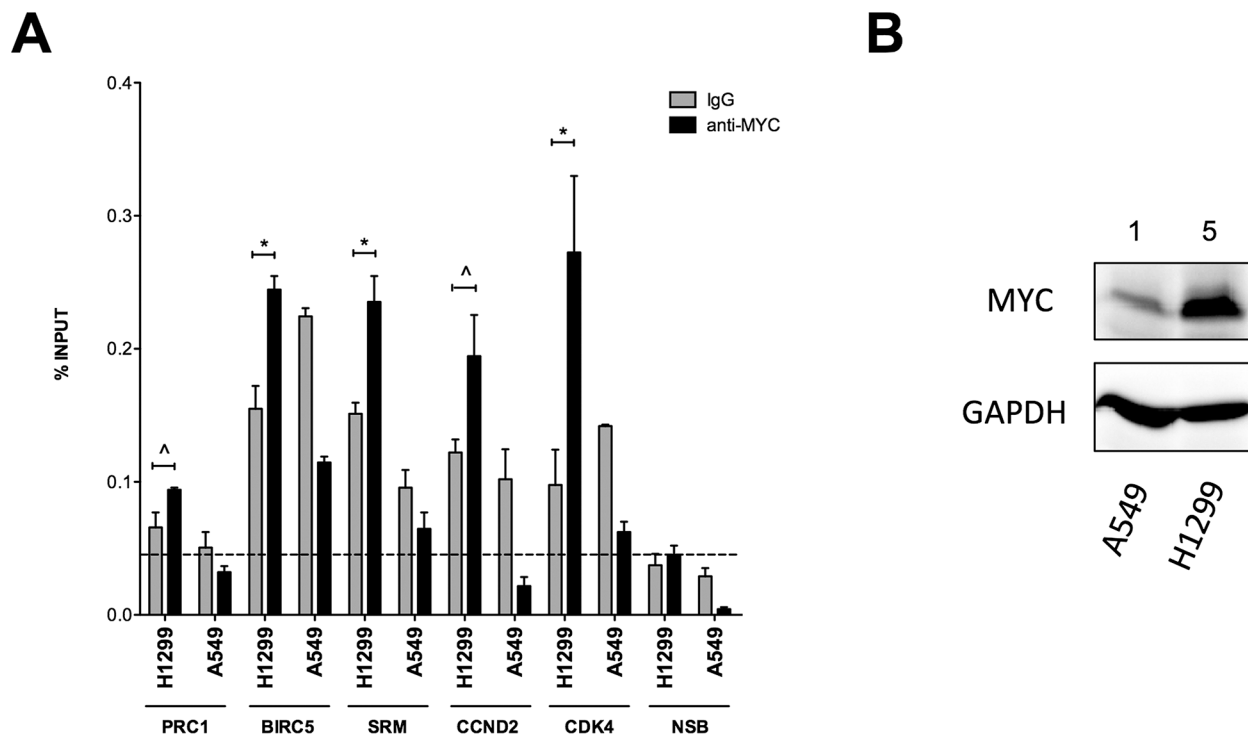 A
B
0.4
0.3
0.2
0.1
0.0
% INPUT
IgG
anti-MYC
^
*
*
^
*
H1299
A549
H1299
A549
H1299
A549
H1299
A549
H1299
A549
H1299
A549
PRC1
BIRC5
SRM
CCND2
CDK4
NSB
1 5
MYC
GAPDH
A549
H1299